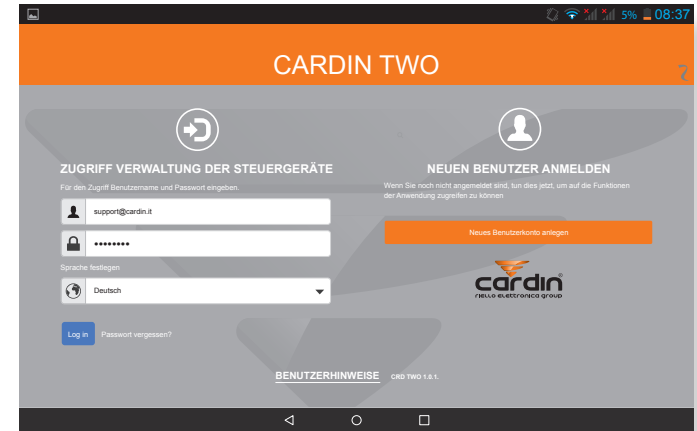 5% 08:37
CARDIN TWO
ZUGRIFF VERWALTUNG DER STEUERGERÄTE
Für den Zugriff Benutzername und Passwort eingeben.
support@cardin.it
••••••••
Sprache festlegen
Deutsch
Log in Passwort vergessen?
NEUEN BENUTZER ANMELDEN
Wenn Sie noch nicht angemeldet sind, tun dies jetzt, um auf die Funktionen
der Anwendung zugreifen zu können
Neues Benutzerkonto anlegen
cardin
riello elettronica group
BENUTZERHINWEISE CRD TWO 1.0.1.